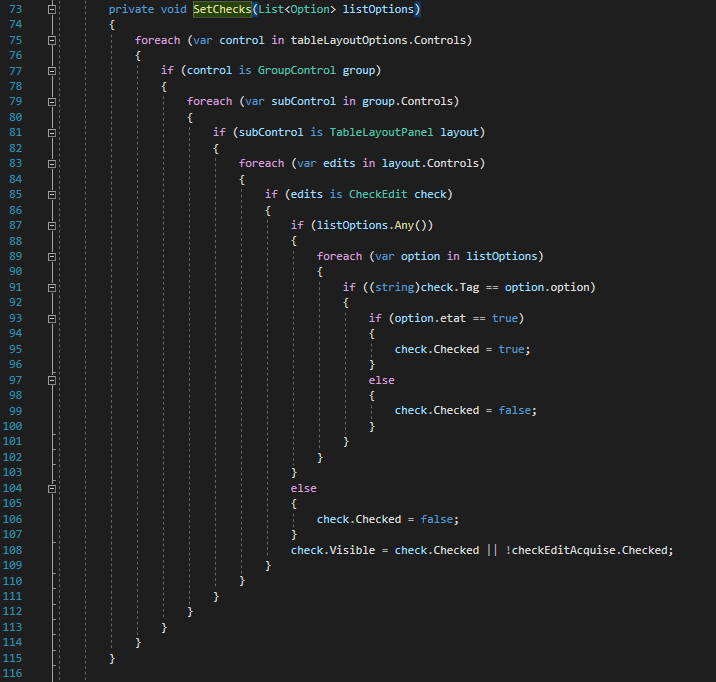 73 private void SetChecks(List<Option> listOptions)
74 {
75 foreach (var control in tableLayoutOptions.Controls)
76 {
77 if (control is GroupControl group)
78 {
79 foreach (var subControl in group.Controls)
80 {
81 if (subControl is TableLayoutPanel layout)
82 {
83 foreach (var edits in layout.Controls)
84 {
85 if (edits is CheckEdit check)
86 {
87 if (listOptions.Any())
88 {
89 foreach (var option in listOptions)
90 {
91 if ((string)check.Tag == option.option)
92 {
93 if (option.etat == true)
94 {
95 check.Checked = true;
96 }
97 else
98 {
99 check.Checked = false;
100 }
101 }
102 }
103 }
104 else
105 {
106 check.Checked = false;
107 }
108 check.Visible = check.Checked || !checkEditAcquise.Checked;
109 }
110 }
111 }
112 }
113 }
114 }
115 }
116